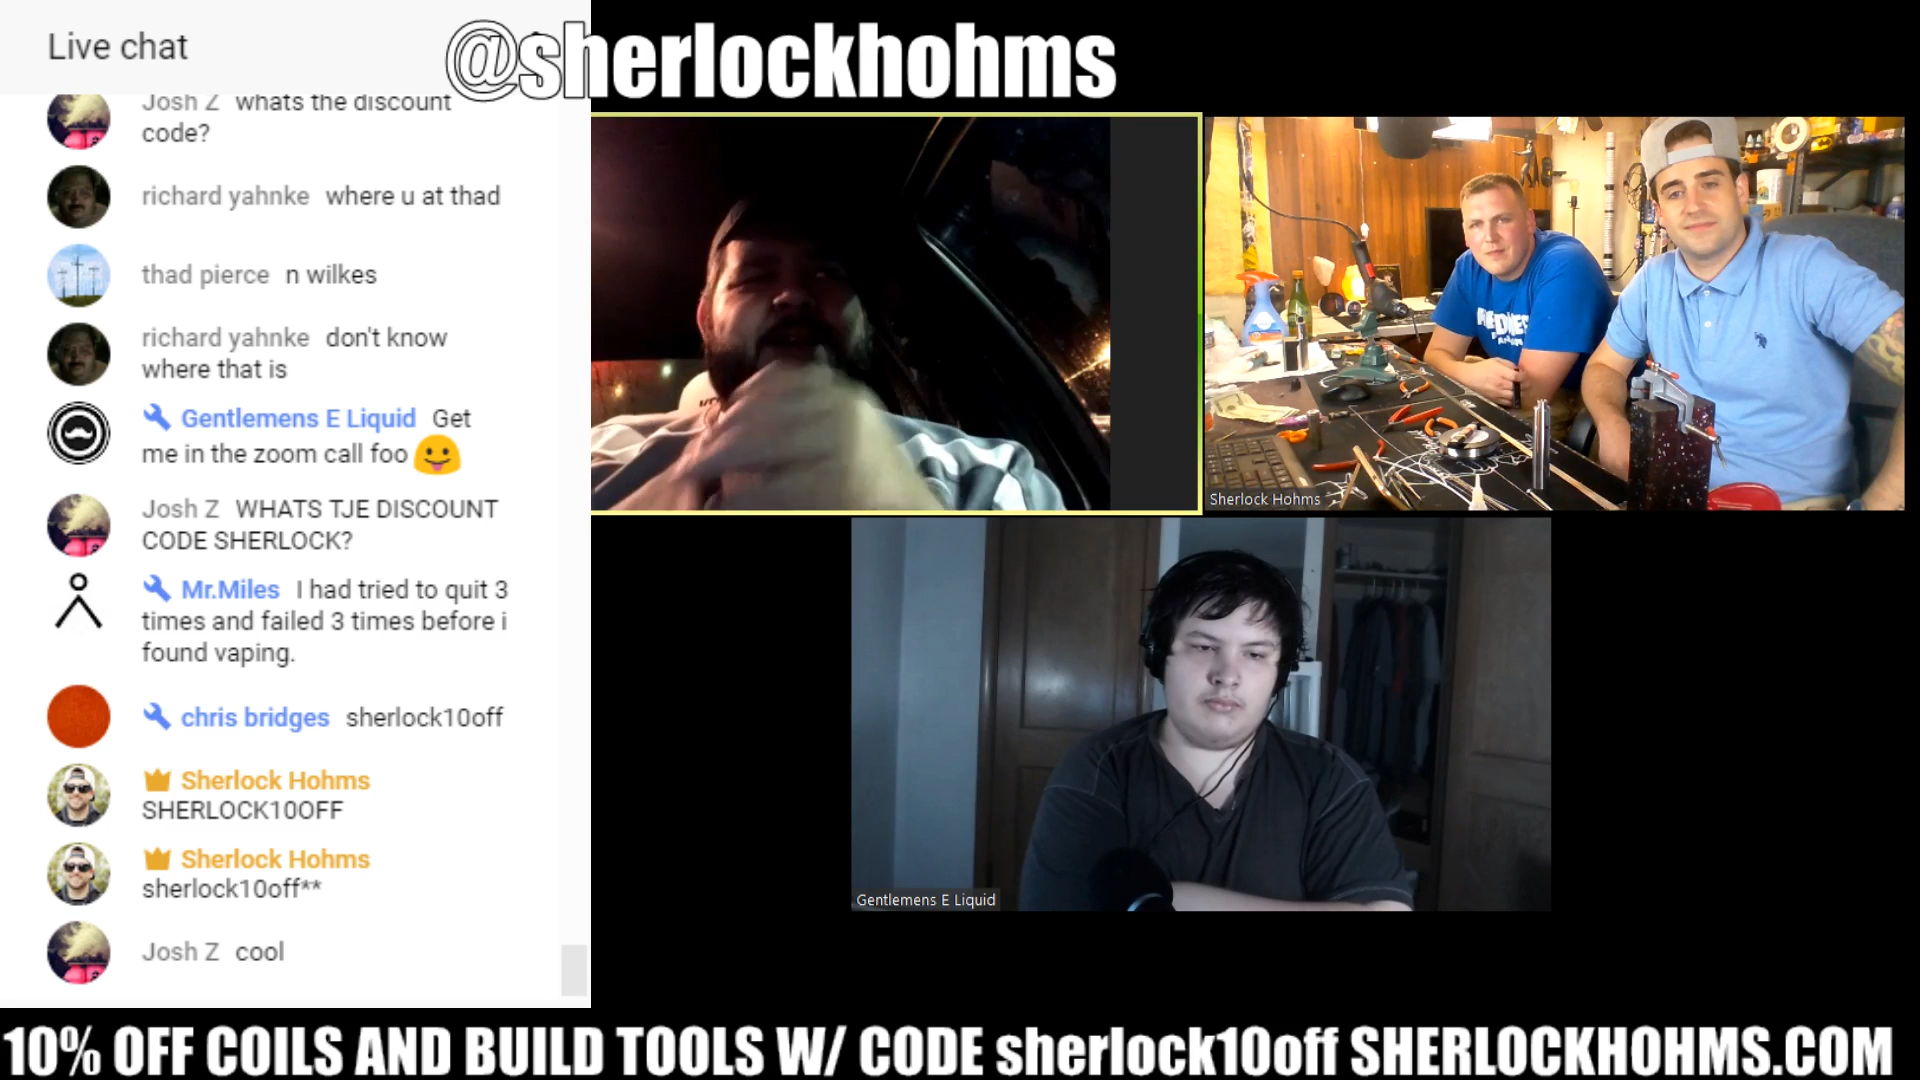 Live chat
@sherlockhohms
Josh Z whats the discount
code?
richard yahnke where u at thad
thad pierce n wilkes
richard yahnke don't know
where that is
Gentlemens E Liquid Get
me in the zoom call foo 😛
Josh Z WHATS TJE DISCOUNT
CODE SHERLOCK?
Mr.Miles I had tried to quit 3
times and failed 3 times before i
found vaping.
chris bridges sherlock10off
Sherlock Hohms
SHERLOCK10OFF
Sherlock Hohms
sherlock10off**
Josh Z cool
Sherlock Hohms
Gentlemens E Liquid
10% OFF COILS AND BUILD TOOLS W/ CODE sherlock10off SHERLOCKHOHMS.COM